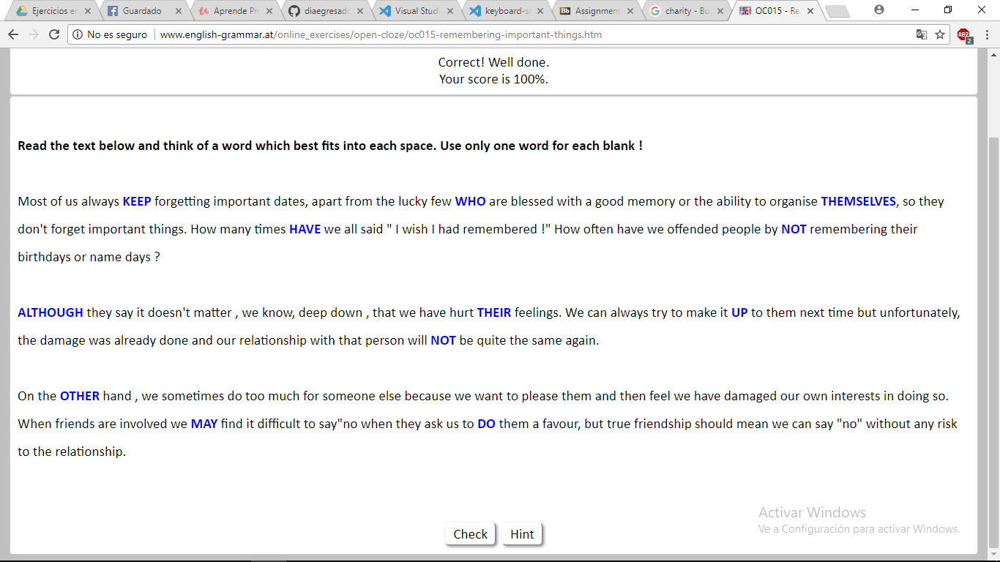 Ejercicios en
Guardado
Aprende Pro
diaegresado
Visual Stud
keyboard-sh
Assignment
charity - Bu
OC015 - Re
No es seguro www.english-grammar.at/online_exercises/open-cloze/oc015-remembering-important-things.htm
ABP
2
Correct! Well done.
Your score is 100%.
Read the text below and think of a word which best fits into each space. Use only one word for each blank !
Most of us always KEEP forgetting important dates, apart from the lucky few WHO are blessed with a good memory or the ability to organise THEMSELVES, so they
don't forget important things. How many times HAVE we all said " I wish I had remembered !" How often have we offended people by NOT remembering their
birthdays or name days ?
ALTHOUGH they say it doesn't matter , we know, deep down , that we have hurt THEIR feelings. We can always try to make it UP to them next time but unfortunately,
the damage was already done and our relationship with that person will NOT be quite the same again.
On the OTHER hand , we sometimes do too much for someone else because we want to please them and then feel we have damaged our own interests in doing so.
When friends are involved we MAY find it difficult to say"no when they ask us to DO them a favour, but true friendship should mean we can say "no" without any risk
to the relationship.
Activar Windows
Ve a Configuración para activar Windows.
Check Hint